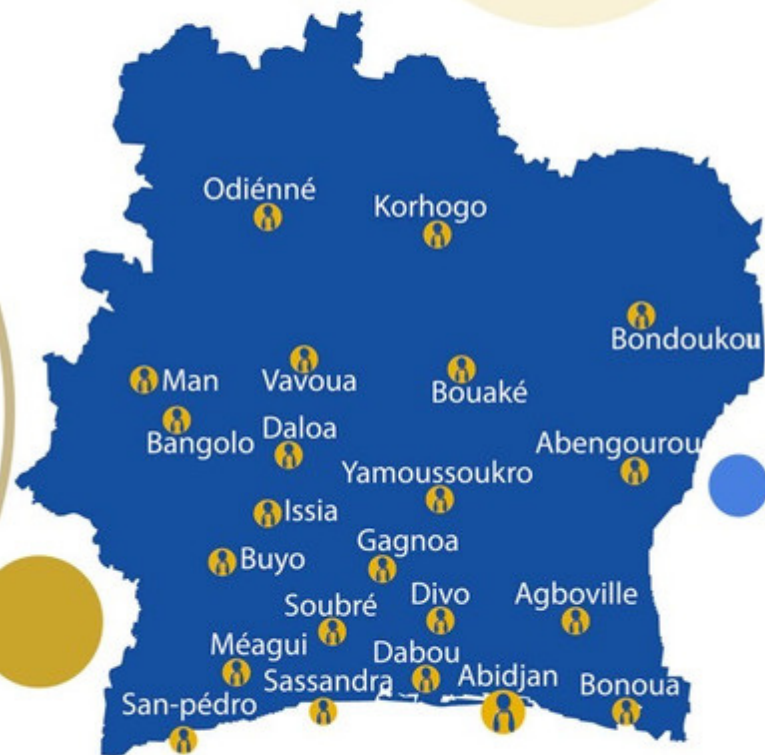 Odiénné
Korhogo
Bondoukou
Man
Vavoua
Bouaké
Bangolo
Daloa
Abengourou
Yamoussoukro
Issia
Gagnoa
Buyo
Soubré
Divo
Agboville
Méagui
Dabou
Sassandra
Abidjan
Bonoua
San-pédro